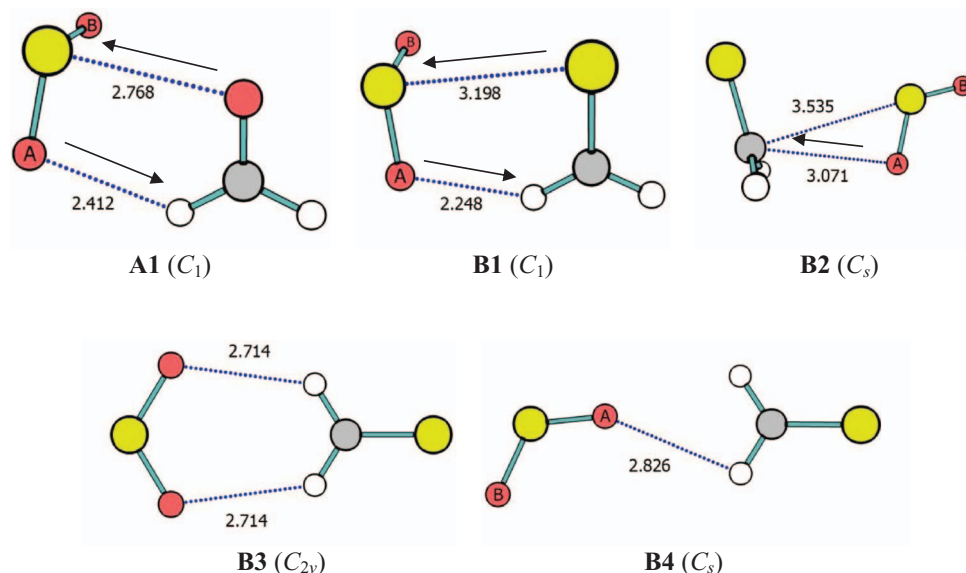 B
2.768
A
2.412
A1 (C₁)
B
3.198
A
2.248
B1 (C₁)
3.535
B
A
3.071
B2 (Cₛ)
2.714
2.714
B3 (C₂ᵥ)
A
2.826
B
B4 (Cₛ)